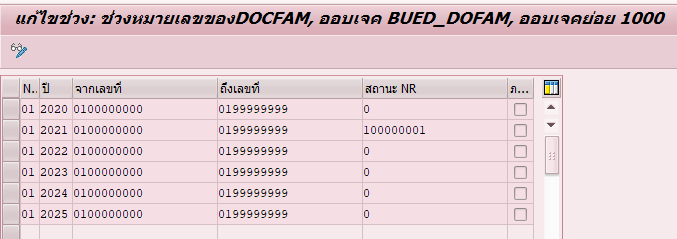 แก้ไขช่วง: ช่วงหมายเลขของDOCFAM, ออบเจค BUED_DOFAM, ออบเจคย่อย 1000
N.. ปี จากเลขที่ ถึงเลขที่ สถานะ NR ภ...
01 2020 0100000000 0199999999 0
01 2021 0100000000 0199999999 100000001
01 2022 0100000000 0199999999 0
01 2023 0100000000 0199999999 0
01 2024 0100000000 0199999999 0
01 2025 0100000000 0199999999 0